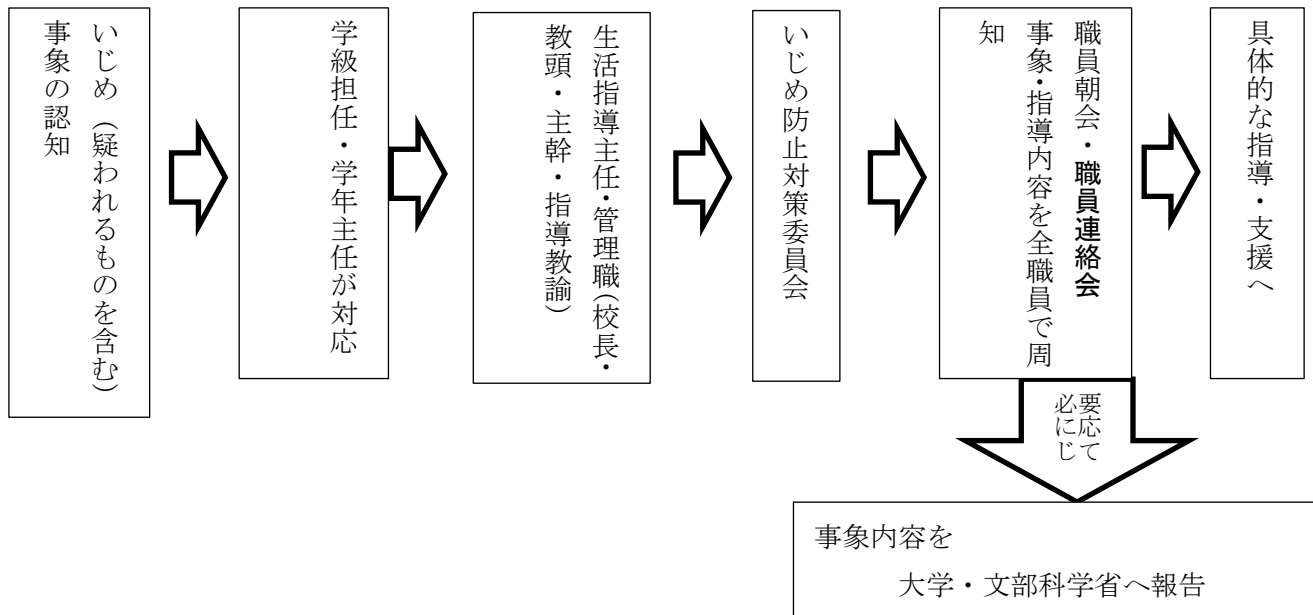 いじめ（疑われるものを含む）
事象の認知
学級担任・学年主任が対応
生活指導主任・管理職（校長・
教頭・主幹・指導教諭）
いじめ防止対策委員会
職員朝会・職員連絡会
事象・指導内容を全職員で周
知
具体的な指導・支援へ
必要に応じて
事象内容を
大学・文部科学省へ報告